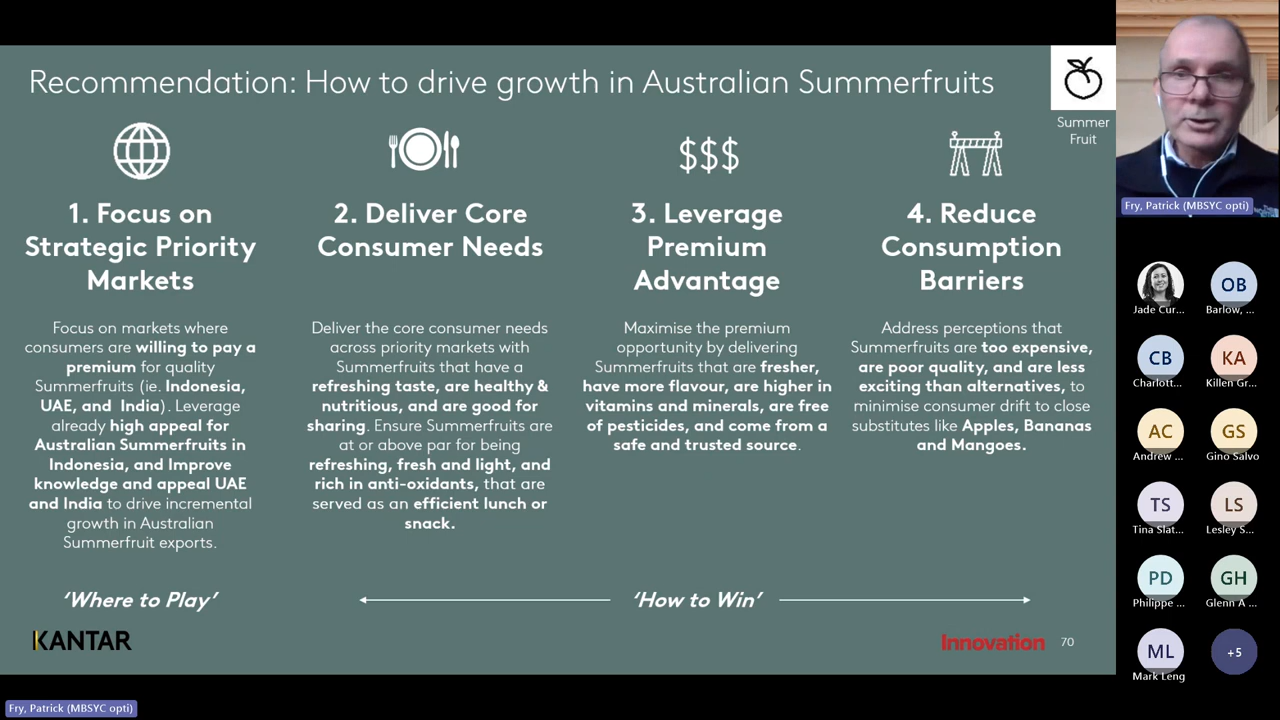 Recommendation: How to drive growth in Australian Summerfruits
Summer
Fruit
1. Focus on
Strategic Priority
Markets
Focus on markets where
consumers are willing to pay a
premium for quality
Summerfruits (ie. Indonesia,
UAE, and India). Leverage
already high appeal for
Australian Summerfruits in
Indonesia, and Improve
knowledge and appeal UAE
and India to drive incremental
growth in Australian
Summerfruit exports.
2. Deliver Core
Consumer Needs
Deliver the core consumer needs
across priority markets with
Summerfruits that have a
refreshing taste, are healthy &
nutritious, and are good for
sharing. Ensure Summerfruits are
at or above par for being
refreshing, fresh and light, and
rich in anti-oxidants, that are
served as an efficient lunch or
snack.
$$$
3. Leverage
Premium
Advantage
Maximise the premium
opportunity by delivering
Summerfruits that are fresher,
have more flavour, are higher in
vitamins and minerals, are free
of pesticides, and come from a
safe and trusted source.
4. Reduce
Consumption
Barriers
Address perceptions that
Summerfruits are too expensive,
are poor quality, and are less
exciting than alternatives, to
minimise consumer drift to close
substitutes like Apples, Bananas
and Mangoes.
'Where to Play'
'How to Win'
KANTAR
Innovation
70
Fry, Patrick (MBSYC opti)
Jade Cur...
OB
Barlow, ...
CB
Charlott...
KA
Killen Gr...
AC
Andrew ...
GS
Gino Salvo
TS
Tina Slat...
LS
Lesley S...
PD
Philippe ...
GH
Glenn A ...
ML
Mark Leng
+5
Fry, Patrick (MBSYC opti)